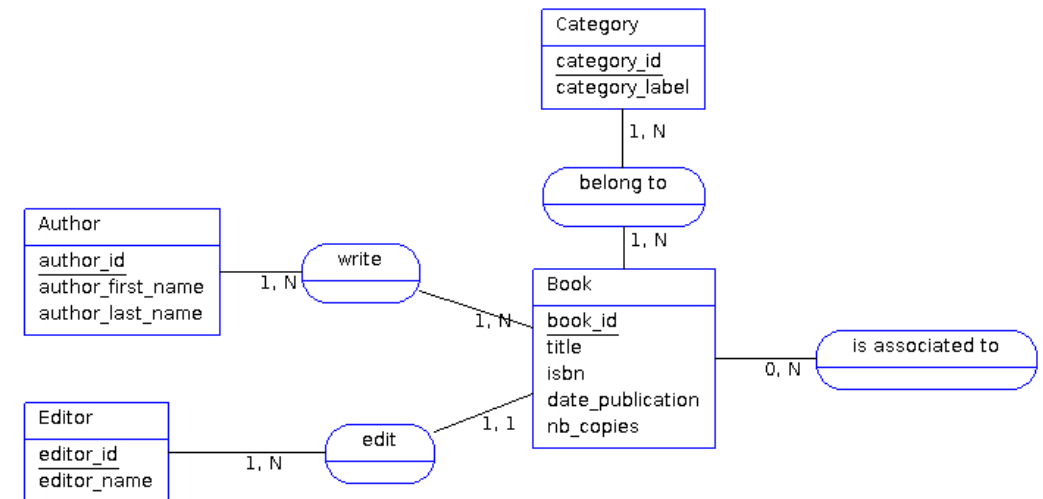 Category
category_id
category_label
1, N
belong to
1, N
Author
author_id
author_first_name
author_last_name
1, N
write
1, N
Book
book_id
title
isbn
date_publication
nb_copies
0, N
is associated to
Editor
editor_id
editor_name
1, N
edit
1, 1